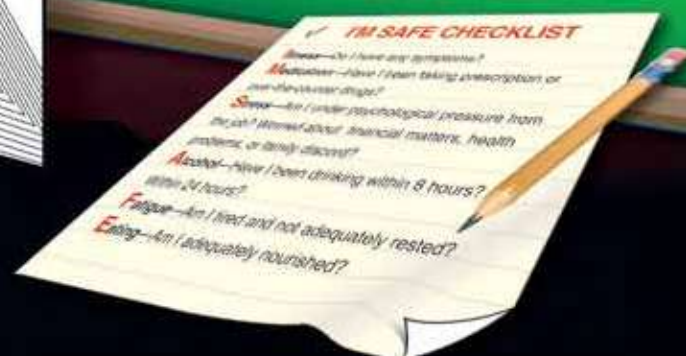 I'M SAFE CHECKLIST
Illness—Do I have any symptoms?
Medication—Have I been taking prescription or
over-the-counter drugs?
Stress—Am I under psychological pressure from
the job? Worried about financial matters, health
problems, or family discord?
Alcohol—Have I been drinking within 8 hours?
Within 24 hours?
Fatigue—Am I tired and not adequately rested?
Eating—Am I adequately nourished?